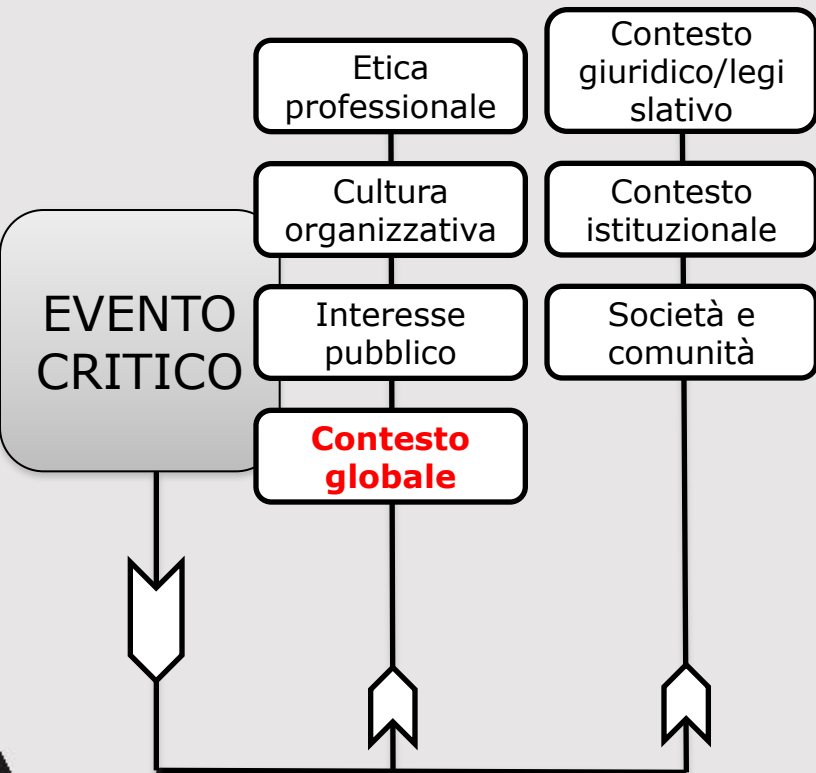 EVENTO
CRITICO
Etica
professionale
Cultura
organizzativa
Interesse
pubblico
Contesto
globale
Contesto
giuridico/legi
slativo
Contesto
istituzionale
Società e
comunità